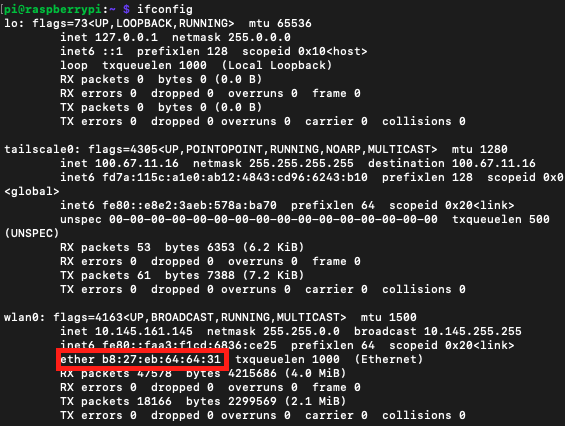 [pi@raspberrypi:~ $ ifconfig
lo: flags=73<UP,LOOPBACK,RUNNING>  mtu 65536
inet 127.0.0.1  netmask 255.0.0.0
inet6 ::1  prefixlen 128  scopeid 0x10<host>
loop  txqueuelen 1000  (Local Loopback)
RX packets 0  bytes 0 (0.0 B)
RX errors 0  dropped 0  overruns 0  frame 0
TX packets 0  bytes 0 (0.0 B)
TX errors 0  dropped 0 overruns 0  carrier 0  collisions 0
tailscale0: flags=4305<UP,POINTOPOINT,RUNNING,NOARP,MULTICAST>  mtu 1280
inet 100.67.11.16  netmask 255.255.255.255  destination 100.67.11.16
inet6 fd7a:115c:a1e0:ab12:4843:cd96:6243:b10  prefixlen 128  scopeid 0x0
<global>
inet6 fe80::e8e2:3aeb:578a:ba70  prefixlen 64  scopeid 0x20<link>
unspec 00-00-00-00-00-00-00-00-00-00-00-00-00-00-00-00  txqueuelen 500
(UNSPEC)
RX packets 53  bytes 6353 (6.2 KiB)
RX errors 0  dropped 0  overruns 0  frame 0
TX packets 61  bytes 7388 (7.2 KiB)
TX errors 0  dropped 0 overruns 0  carrier 0  collisions 0
wlan0: flags=4163<UP,BROADCAST,RUNNING,MULTICAST>  mtu 1500
inet 10.145.161.145  netmask 255.255.0.0  broadcast 10.145.255.255
inet6 fe80::faa3:f1cd:6836:ce25  prefixlen 64  scopeid 0x20<link>
ether b8:27:eb:64:64:31  txqueuelen 1000  (Ethernet)
RX packets 47578  bytes 4215686 (4.0 MiB)
RX errors 0  dropped 0  overruns 0  frame 0
TX packets 18166  bytes 2299569 (2.1 MiB)
TX errors 0  dropped 0 overruns 0  carrier 0  collisions 0